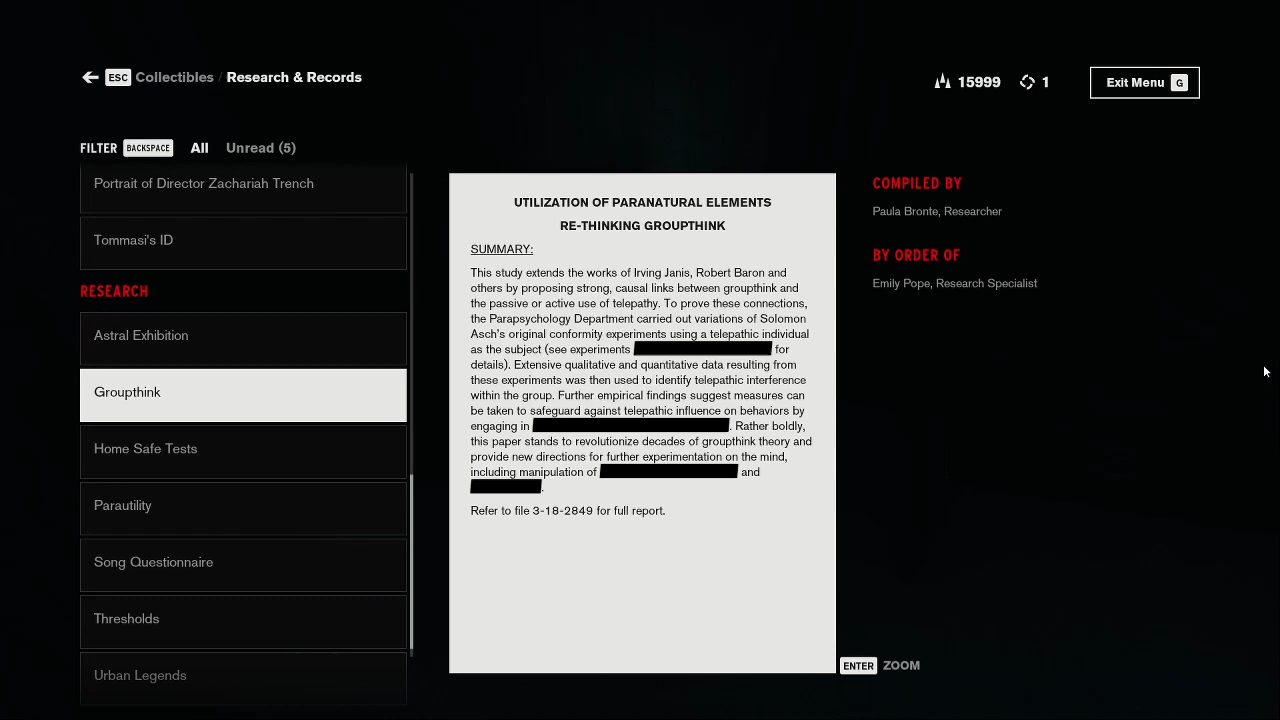 ESC Collectibles / Research & Records
15999 1 Exit Menu G
FILTER BACKSPACE All Unread (5)
Portrait of Director Zachariah Trench
Tommasi's ID
RESEARCH
Astral Exhibition
Groupthink
Home Safe Tests
Parautility
Song Questionnaire
Thresholds
Urban Legends
UTILIZATION OF PARANATURAL ELEMENTS
RE-THINKING GROUPTHINK
SUMMARY:
This study extends the works of Irving Janis, Robert Baron and
others by proposing strong, causal links between groupthink and
the passive or active use of telepathy. To prove these connections,
the Parapsychology Department carried out variations of Solomon
Asch's original conformity experiments using a telepathic individual
as the subject (see experiments for
details). Extensive qualitative and quantitative data resulting from
these experiments was then used to identify telepathic interference
within the group. Further empirical findings suggest measures can
be taken to safeguard against telepathic influence on behaviors by
engaging in . Rather boldly,
this paper stands to revolutionize decades of groupthink theory and
provide new directions for further experimentation on the mind,
including manipulation of and
.
Refer to file 3-18-2849 for full report.
ENTER ZOOM
COMPILED BY
Paula Bronte, Researcher
BY ORDER OF
Emily Pope, Research Specialist